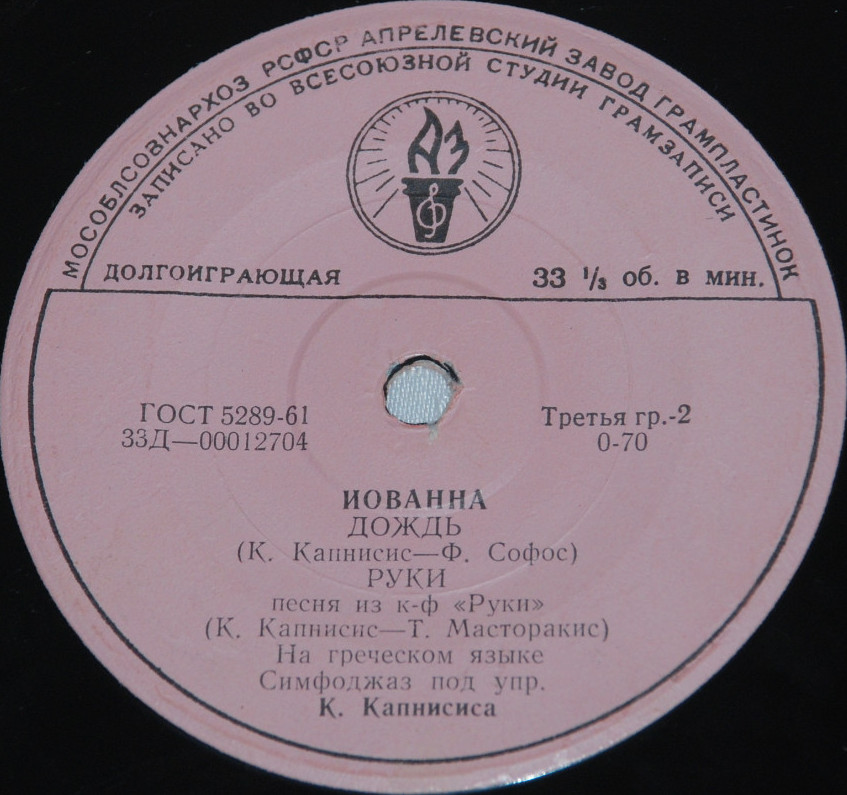 МОСОБЛСОВНАРХОЗ РСФСР АПРЕЛЕВСКИЙ ЗАВОД ГРАМПЛАСТИНОК
ЗАПИСАНО ВО ВСЕСОЮЗНОЙ СТУДИИ ГРАМЗАПИСИ
АЗ
ДОЛГОИГРАЮЩАЯ 33 ⅓ об. в мин.
ГОСТ 5289-61 Третья гр.-2
33Д—00012704 0-70
ИОВАННА
ДОЖДЬ
(К. Капнисис—Ф. Софос)
РУКИ
песня из к-ф «Руки»
(К. Капнисис—Т. Масторакис)
На греческом языке
Симфоджаз под упр.
К. Капнисиса